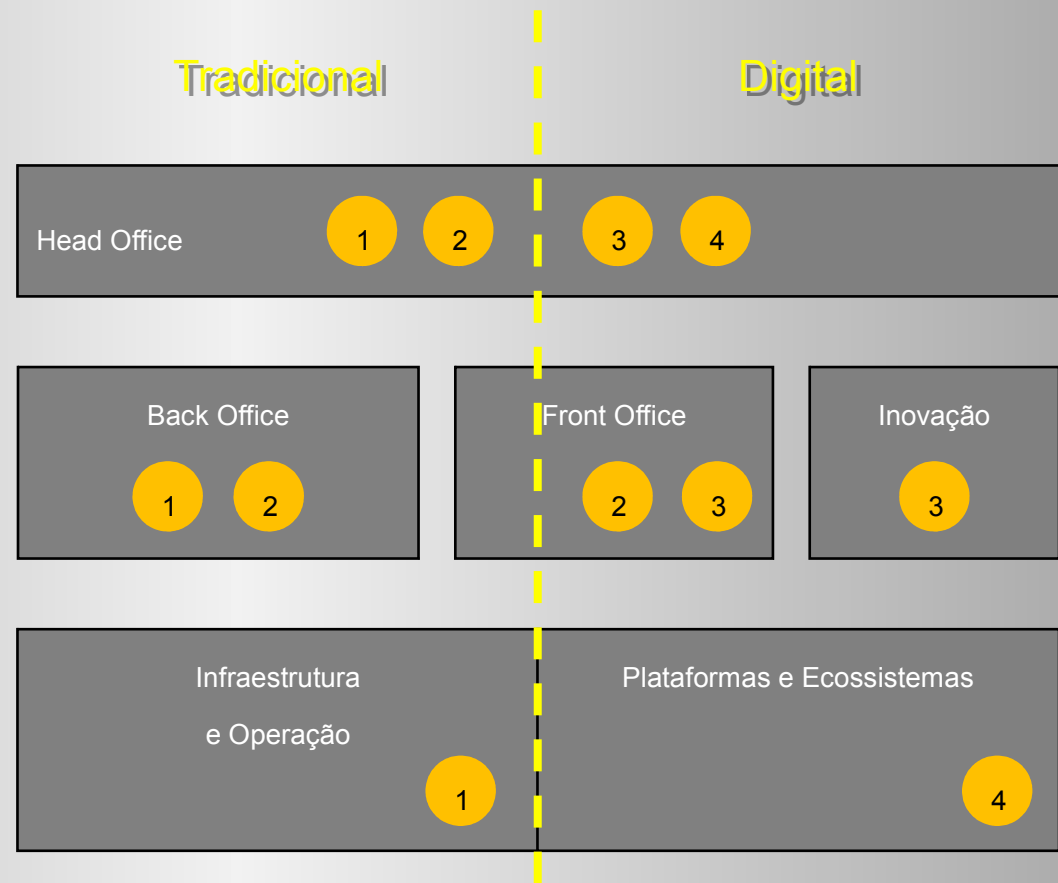 Tradicional
Digital
Head Office
1
2
3
4
Back Office
1
2
Front Office
2
3
Inovação
3
Infraestrutura
e Operação
1
Plataformas e Ecossistemas
4